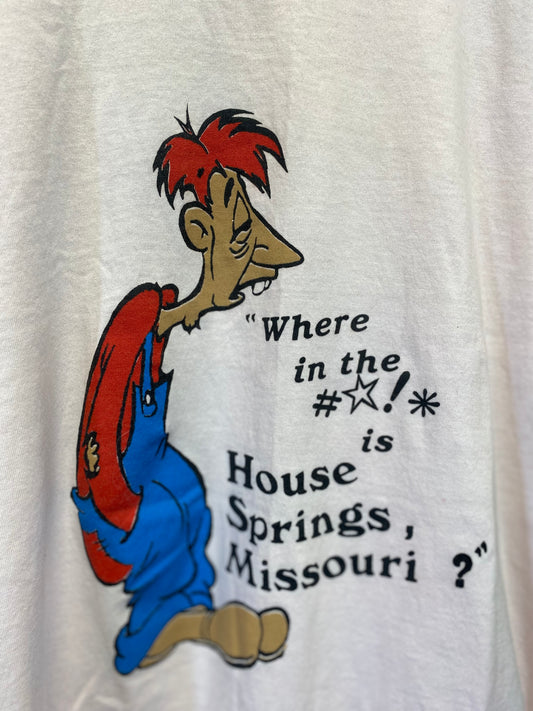 "Where
in the
#☆!*
is
House
Springs,
Missouri ?"